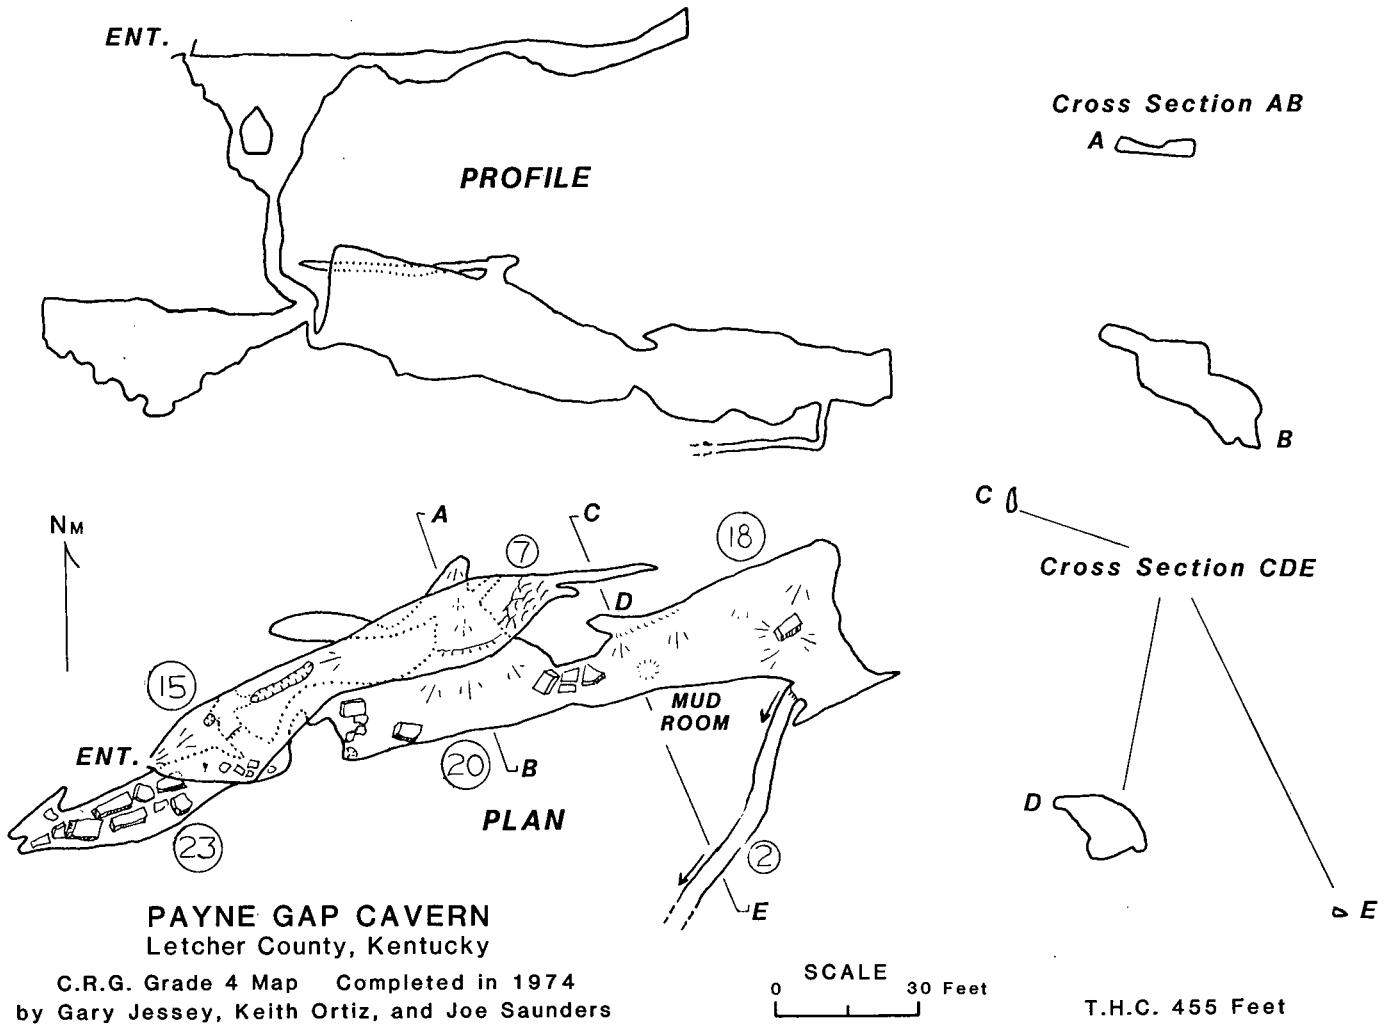 ENT.
PROFILE
Cross Section AB
A
B
C
Cross Section CDE
D
E
NM
A
C
7
18
D
15
MUD
ROOM
ENT.
20
B
PLAN
23
2
E
PAYNE GAP CAVERN
Letcher County, Kentucky
C.R.G. Grade 4 Map Completed in 1974
by Gary Jessey, Keith Ortiz, and Joe Saunders
SCALE
0 30 Feet
T.H.C. 455 Feet